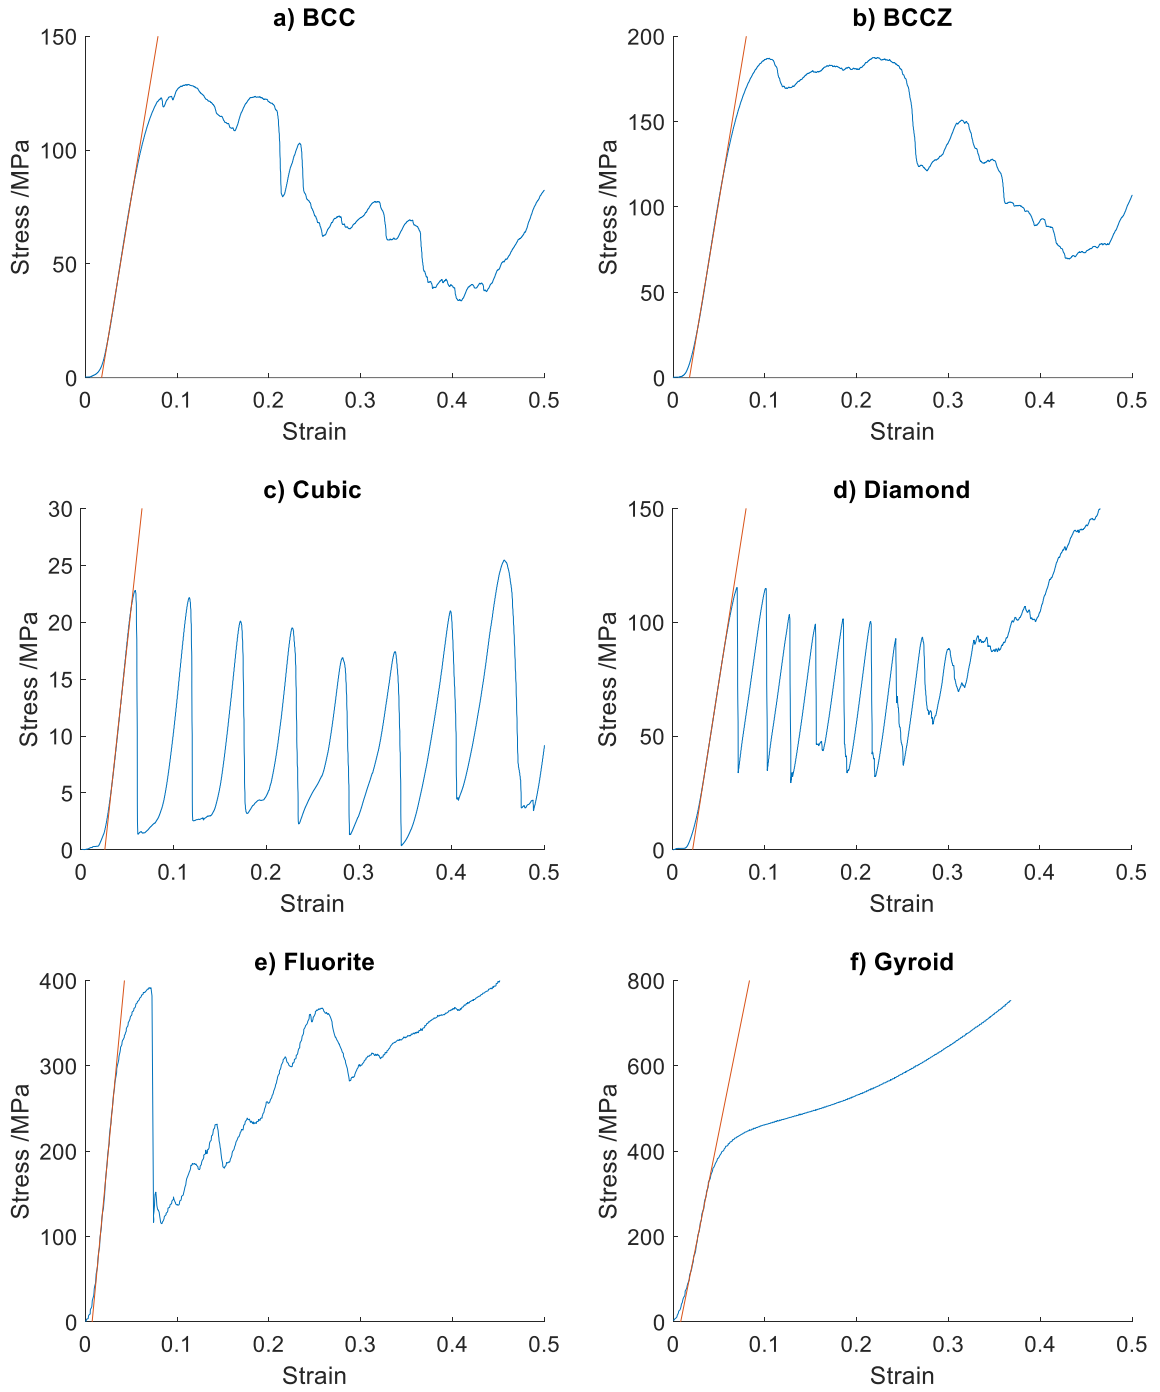 a) BCC
150
100
50
0
Stress /MPa
0 0.1 0.2 0.3 0.4 0.5
Strain
b) BCCZ
200
150
100
50
0
Stress /MPa
0 0.1 0.2 0.3 0.4 0.5
Strain
c) Cubic
30
25
20
15
10
5
0
Stress /MPa
0 0.1 0.2 0.3 0.4 0.5
Strain
d) Diamond
150
100
50
0
Stress /MPa
0 0.1 0.2 0.3 0.4 0.5
Strain
e) Fluorite
400
300
200
100
0
Stress /MPa
0 0.1 0.2 0.3 0.4 0.5
Strain
f) Gyroid
800
600
400
200
0
Stress /MPa
0 0.1 0.2 0.3 0.4 0.5
Strain